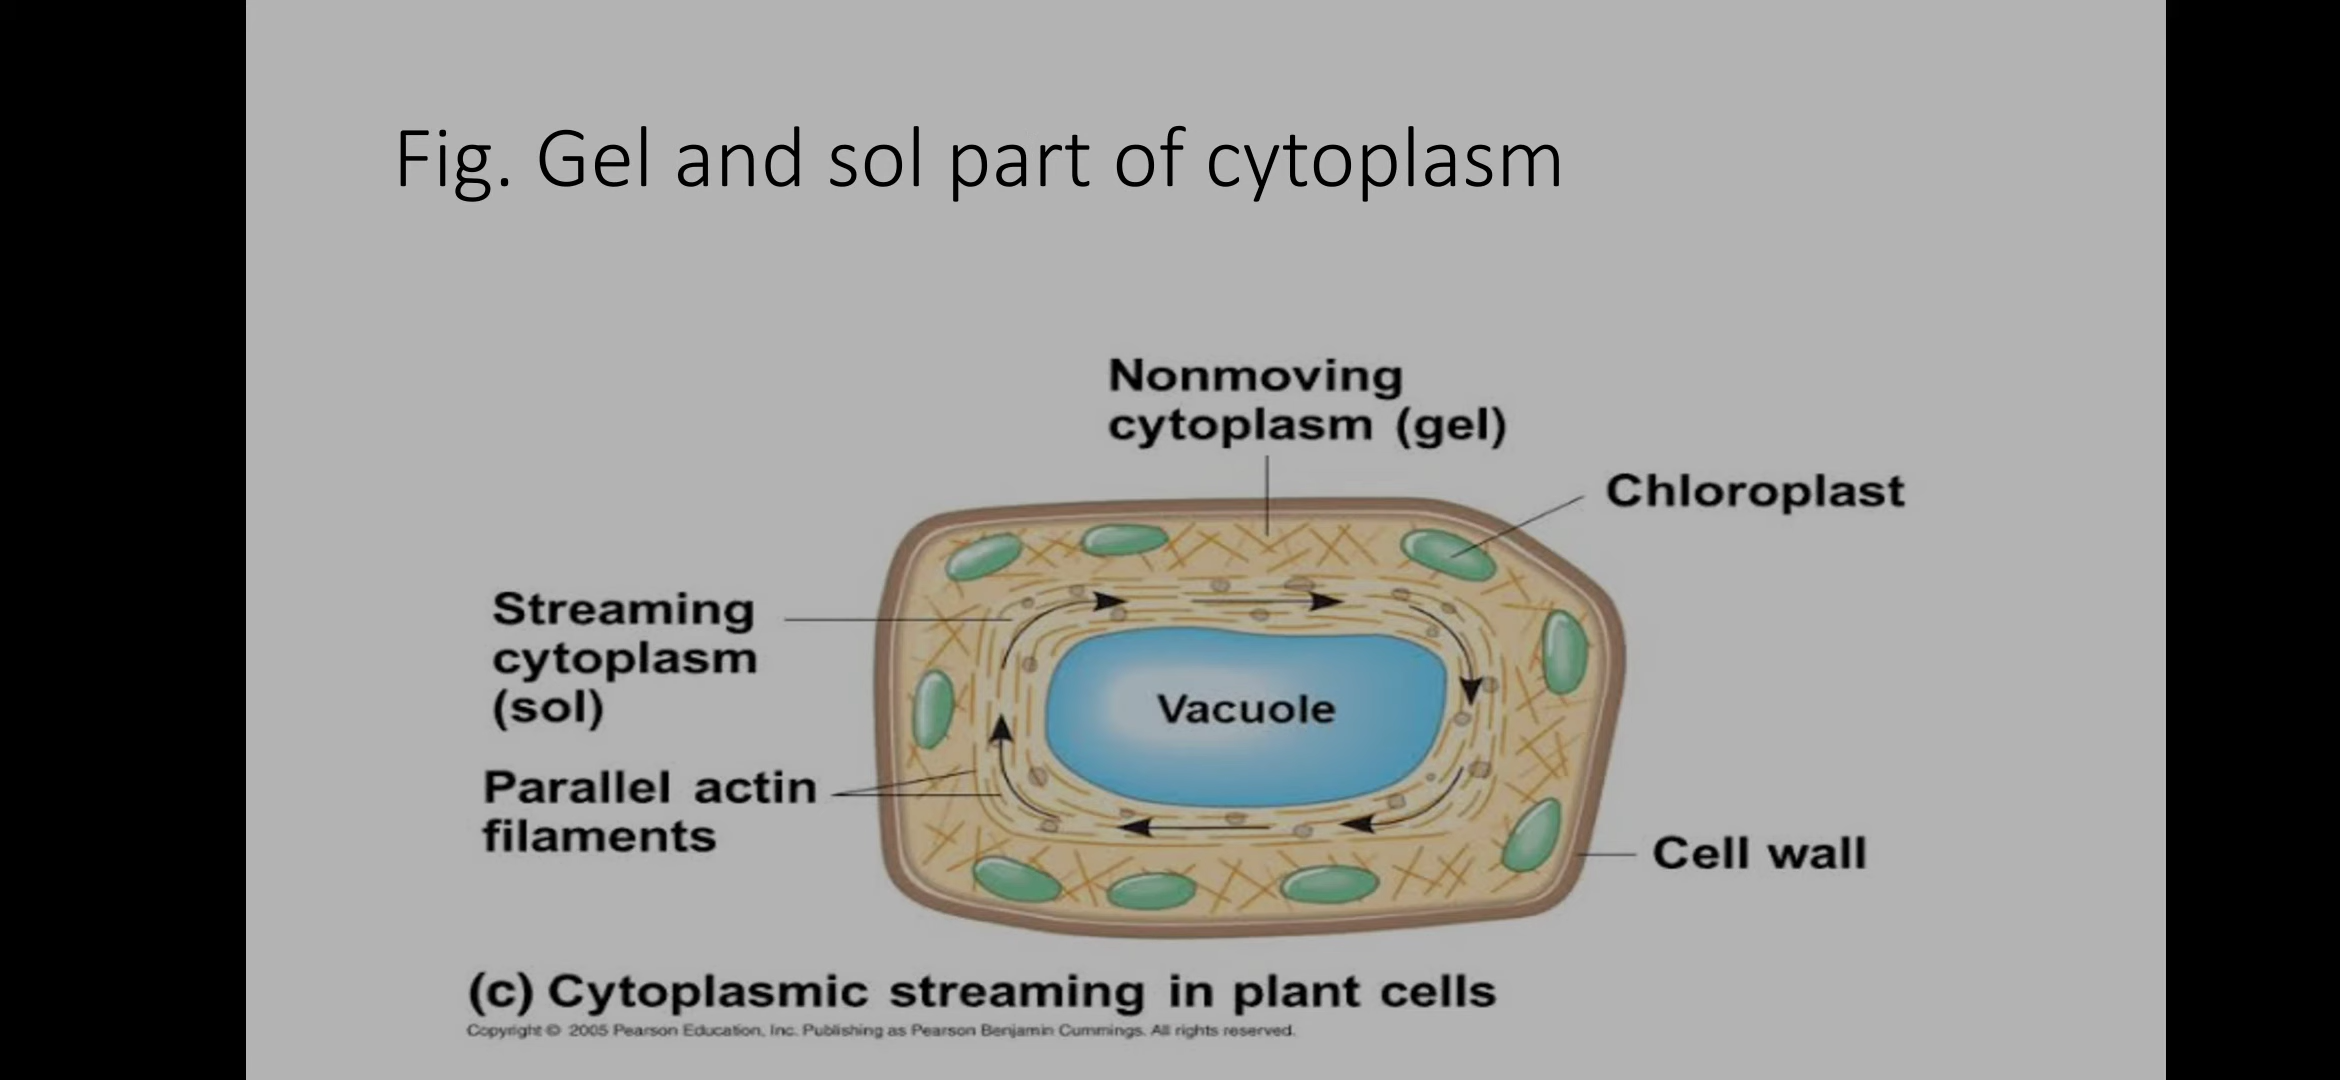 Fig. Gel and sol part of cytoplasm
Nonmoving
cytoplasm (gel)
Chloroplast
Streaming
cytoplasm
(sol)
Vacuole
Parallel actin
filaments
Cell wall
(c) Cytoplasmic streaming in plant cells
Copyright © 2005 Pearson Education, Inc. Publishing as Pearson Benjamin Cummings. All rights reserved.